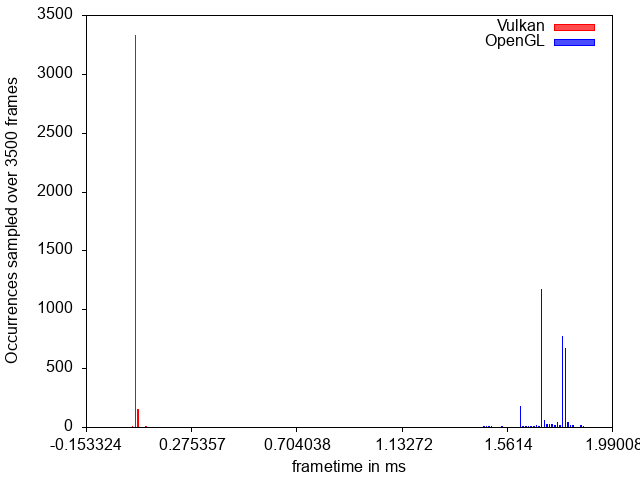 3500
3000
2500
2000
1500
1000
500
0
Occurrences sampled over 3500 frames
Vulkan
OpenGL
-0.153324 0.275357 0.704038 1.13272 1.5614 1.99008
frametime in ms